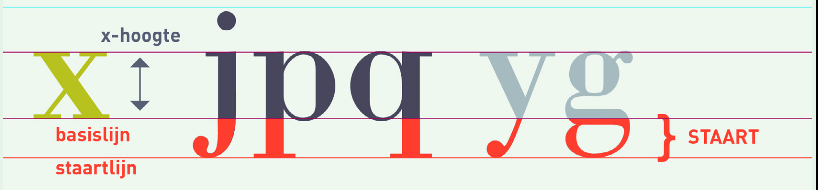 x-hoogte
x jpq yg
basislijn
} STAART
staartlijn